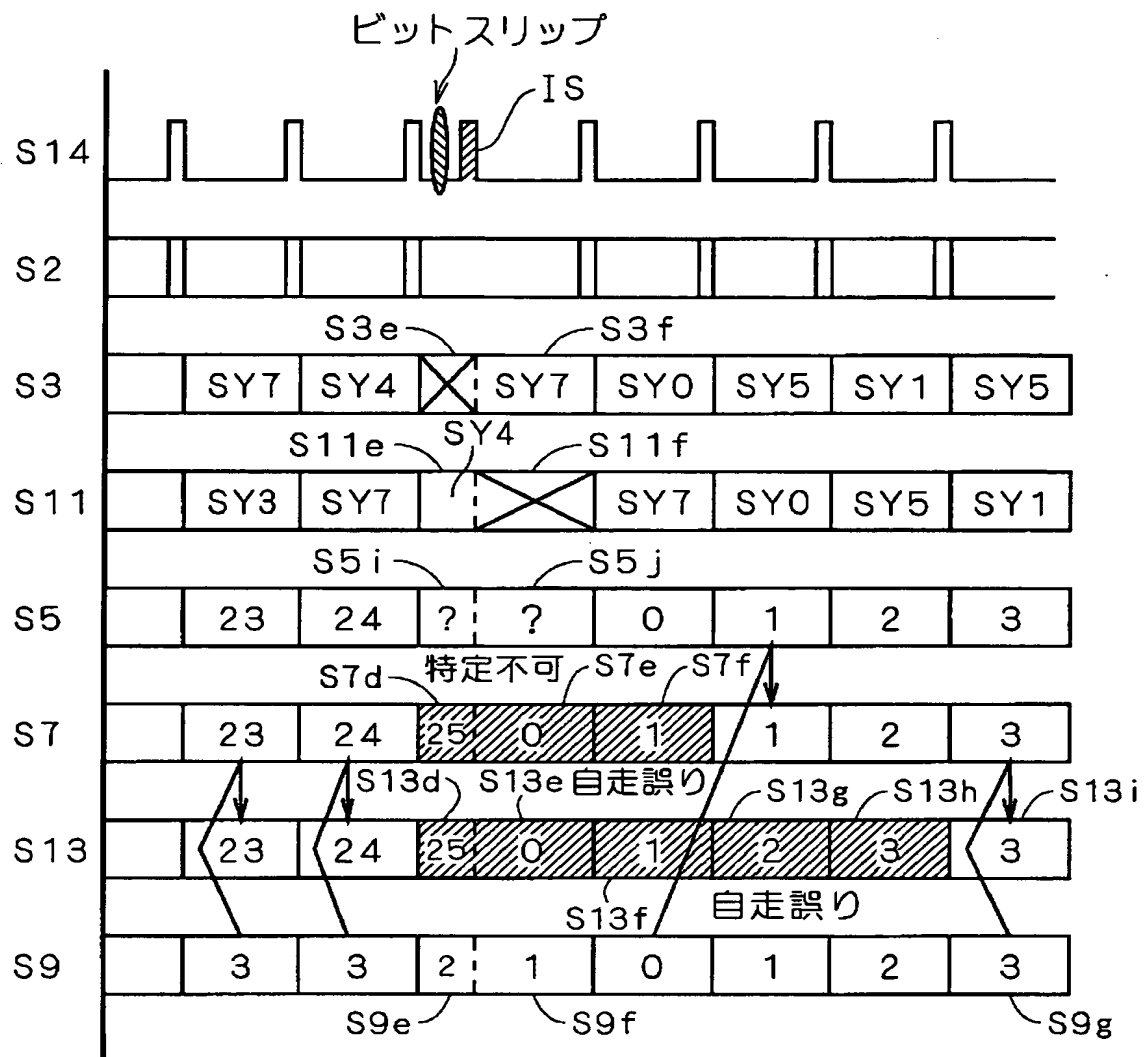 ビットスリップ
IS
S14
S2
S3e S3f
S3 SY7 SY4 SY7 SY0 SY5 SY1 SY5
S11e SY4 S11f
S11 SY3 SY7 SY7 SY0 SY5 SY1
S5i S5j
S5 23 24 ? ? 0 1 2 3
特定不可
S7d S7e S7f
S7 23 24 25 0 1 1 2 3
S13d S13e 自走誤り S13g S13h S13i
S13 23 24 25 0 1 2 3 3
S13f 自走誤り
S9 3 3 2 1 0 1 2 3
S9e S9f S9g